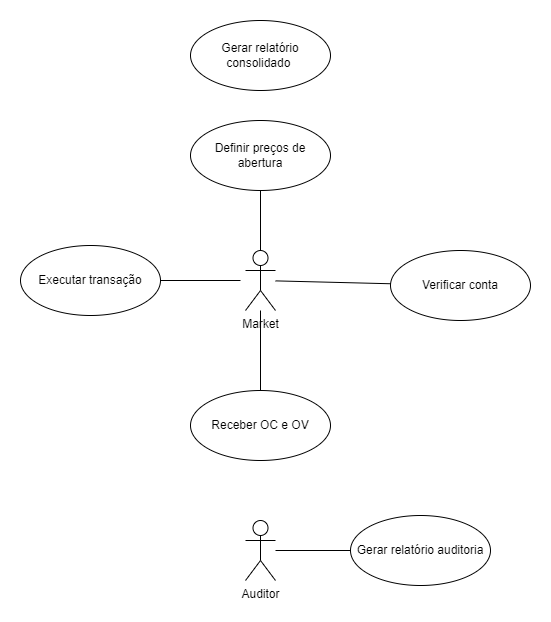 Gerar relatório
consolidado
Definir preços de
abertura
Executar transação
Verificar conta
Market
Receber OC e OV
Gerar relatório auditoria
Auditor